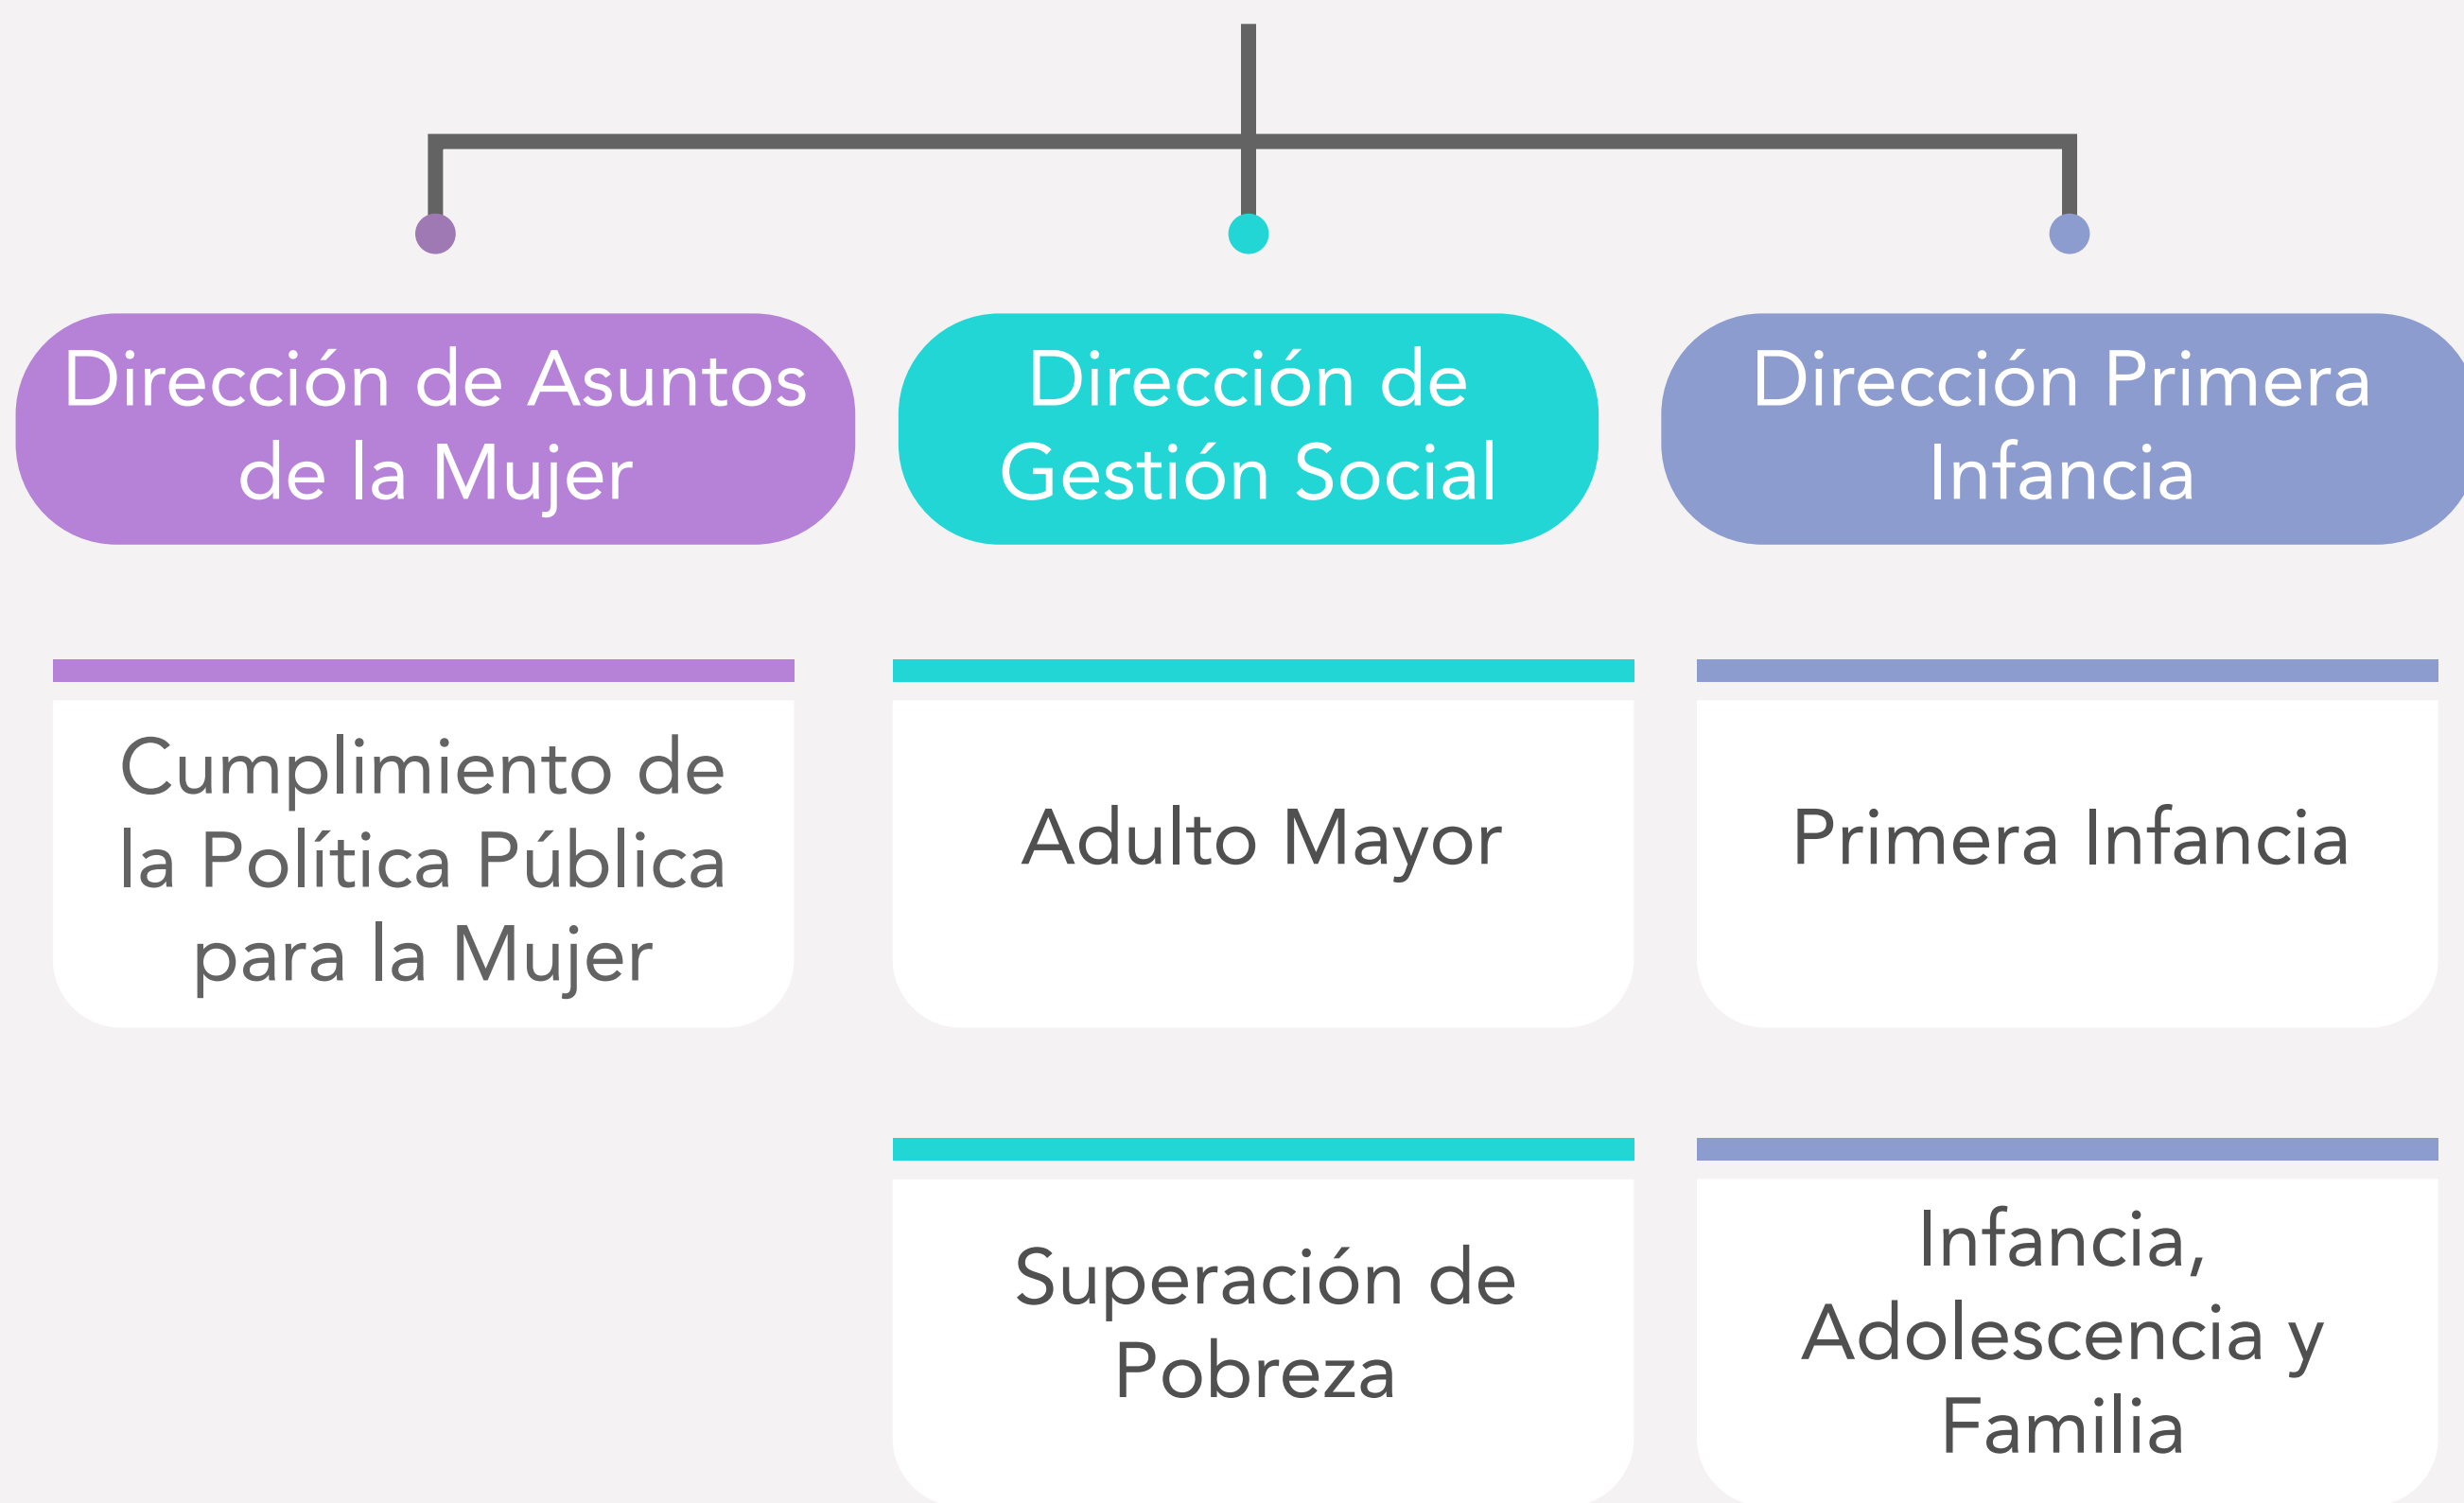 Dirección de Asuntos
de la Mujer
Dirección de
Gestión Social
Direación Primera
Infancia
Cumplimiento de
la Política Pública
para la Mujer
Adulto Mayor
Primera Infancia
Superación de
Pobreza
Infancia,
Adolescencia y
Familia